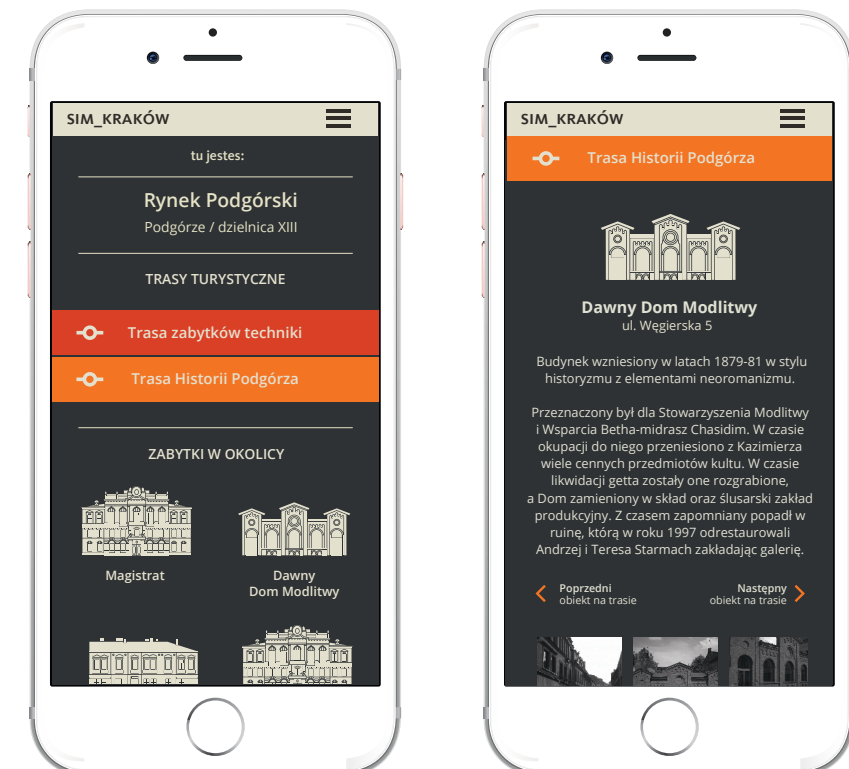 SIM_KRAKÓW
tu jestes:
Rynek Podgórski
Podgórze / dzielnica XIII
TRASY TURYSTYCZNE
Trasa zabytków techniki
Trasa Historii Podgórza
ZABYTKI W OKOLICY
Magistrat
Dawny
Dom Modlitwy
SIM_KRAKÓW
Trasa Historii Podgórza
Dawny Dom Modlitwy
ul. Węgierska 5
Budynek wzniesiony w latach 1879-81 w stylu
historyzmu z elementami neoromanizmu.
Przeznaczony był dla Stowarzyszenia Modlitwy
i Wsparcia Betha-midrasz Chasidim. W czasie
okupacji do niego przeniesiono z Kazimierza
wiele cennych przedmiotów kultu. W czasie
likwidacji getta zostały one rozgrabione,
a Dom zamieniony w skład oraz ślusarski zakład
produkcyjny. Z czasem zapomniany popadł w
ruinę, którą w roku 1997 odrestaurowali
Andrzej i Teresa Starmach zakładając galerię.
Poprzedni
obiekt na trasie
Następny
obiekt na trasie